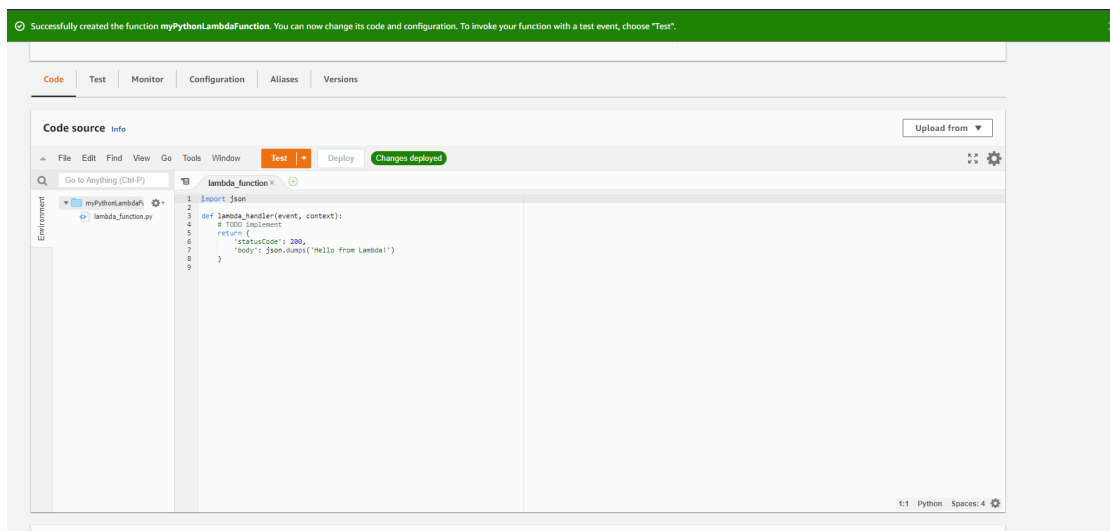 Successfully created the function myPythonLambdaFunction. You can now change its code and configuration. To invoke your function with a test event, choose "Test".
Code Test Monitor Configuration Aliases Versions
Code source Info
Upload from
File Edit Find View Go Tools Window Test Deploy Changes deployed
Go to Anything (Ctrl-P)
lambda_function
Environment
myPythonLambdaF
lambda_function.py
1 import json
2
3 def lambda_handler(event, context):
4     # TODO implement
5     return {
6         'statusCode': 200,
7         'body': json.dumps('Hello from Lambda!')
8     }
9
1:1 Python Spaces: 4